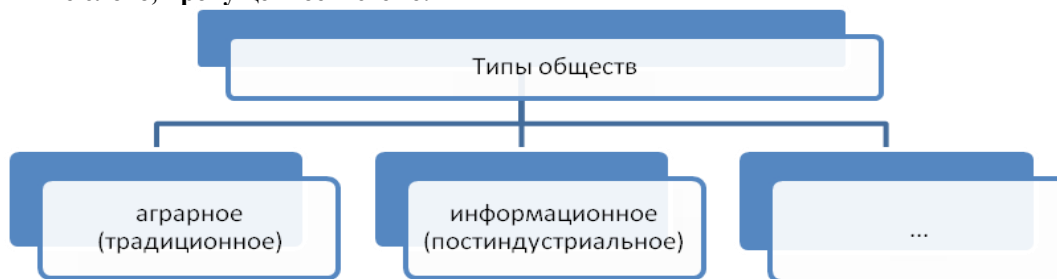 Типы обществ
аграрное
(традиционное)
информационное
(постиндустриальное)
...